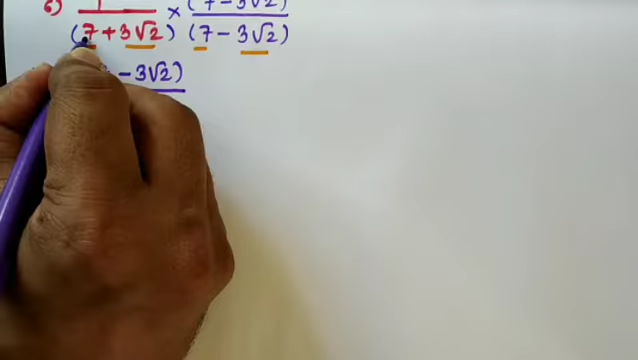 6) 1 × (7 - 3√2)
(7 + 3√2) (7 - 3√2)
- 3√2)